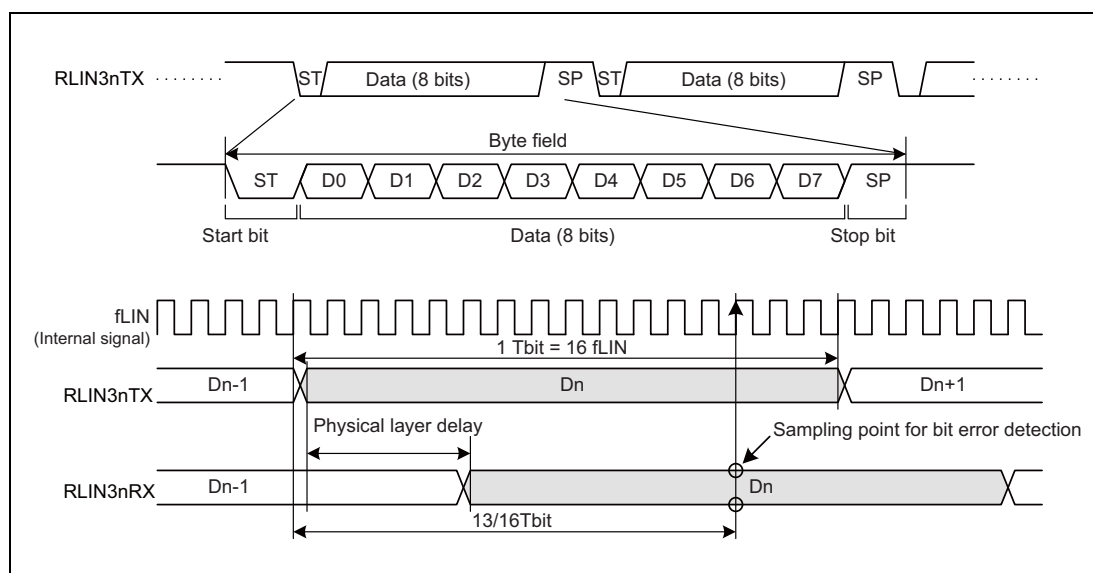 RLIN3nTX ST Data (8 bits) SP ST Data (8 bits) SP
Byte field
ST D0 D1 D2 D3 D4 D5 D6 D7 SP
Start bit Data (8 bits) Stop bit
fLIN
(Internal signal)
1 Tbit = 16 fLIN
RLIN3nTX Dn-1 Dn Dn+1
Physical layer delay
Sampling point for bit error detection
RLIN3nRX Dn-1 Dn
13/16Tbit